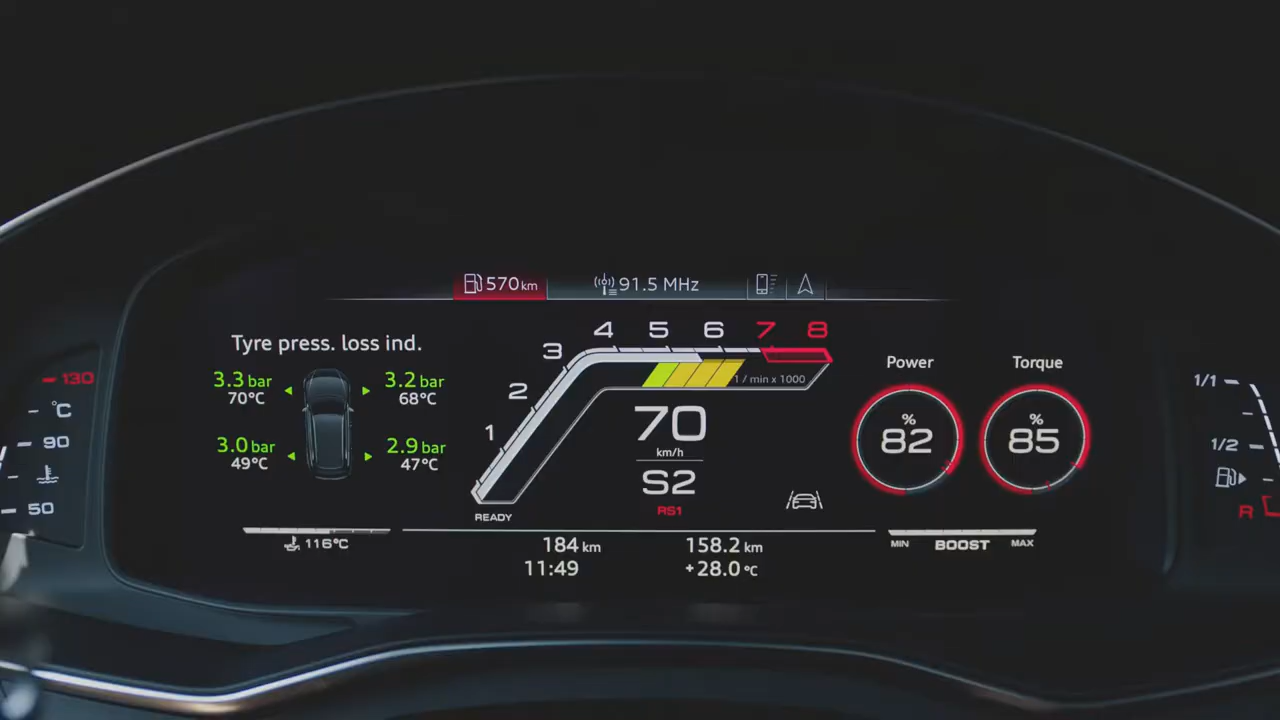 570 km
91.5 MHz
Tyre press. loss ind.
3.3 bar
70°C
3.2 bar
68°C
3.0 bar
49°C
2.9 bar
47°C
1
2
3
4
5
6
7
8
1 / min x 1000
70
km/h
S2
RS1
READY
Power
%
82
Torque
%
85
116°C
184 km
158.2 km
11:49
+28.0 °C
MIN
BOOST
MAX
130
°C
90
50
1/1
1/2
R